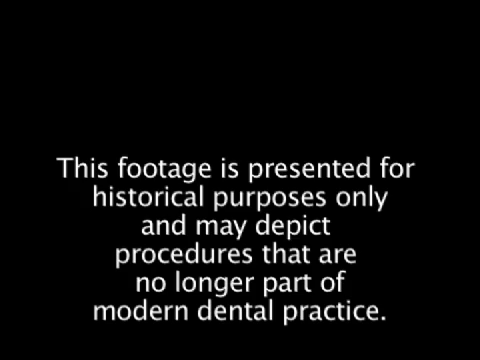 This footage is presented for
historical purposes only
and may depict
procedures that are
no longer part of
modern dental practice.